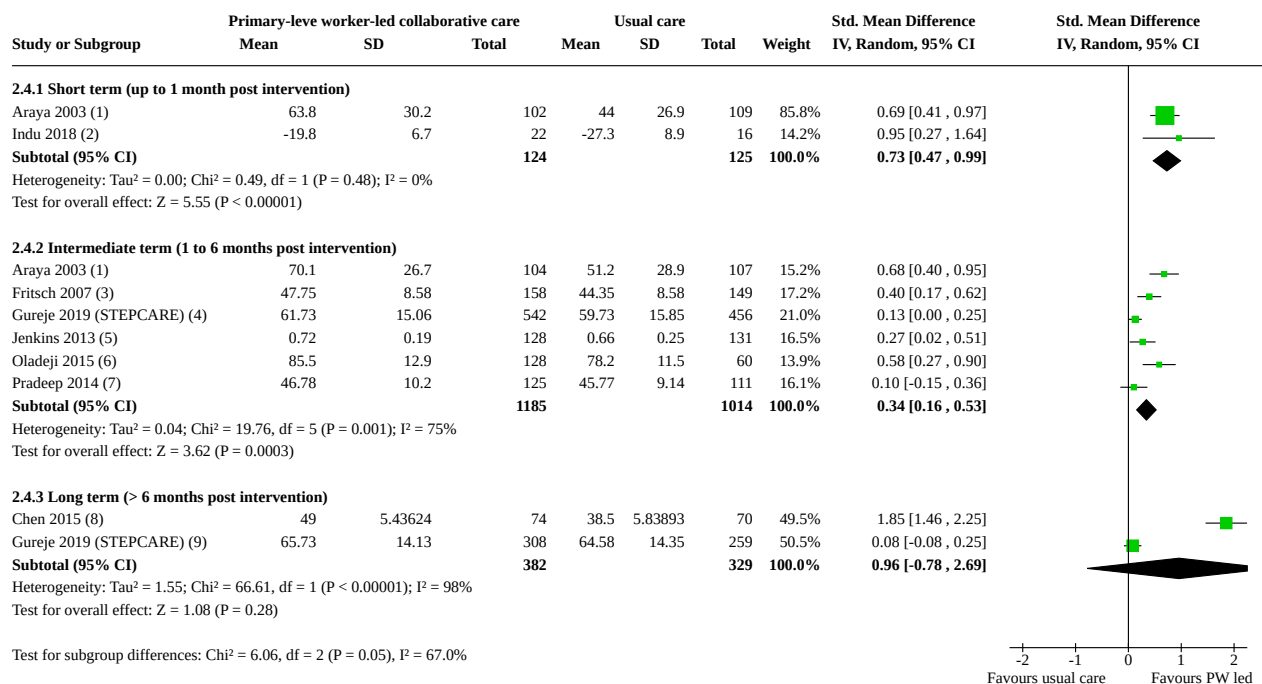 Primary-leve worker-led collaborative care Usual care Std. Mean Difference Std. Mean Difference
Study or Subgroup Mean SD Total Mean SD Total Weight IV, Random, 95% CI IV, Random, 95% CI
2.4.1 Short term (up to 1 month post intervention)
Araya 2003 (1) 63.8 30.2 102 44 26.9 109 85.8% 0.69 [0.41 , 0.97]
Indu 2018 (2) -19.8 6.7 22 -27.3 8.9 16 14.2% 0.95 [0.27 , 1.64]
Subtotal (95% CI) 124 125 100.0% 0.73 [0.47 , 0.99]
Heterogeneity: Tau² = 0.00; Chi² = 0.49, df = 1 (P = 0.48); I² = 0%
Test for overall effect: Z = 5.55 (P < 0.00001)
2.4.2 Intermediate term (1 to 6 months post intervention)
Araya 2003 (1) 70.1 26.7 104 51.2 28.9 107 15.2% 0.68 [0.40 , 0.95]
Fritsch 2007 (3) 47.75 8.58 158 44.35 8.58 149 17.2% 0.40 [0.17 , 0.62]
Gureje 2019 (STEPCARE) (4) 61.73 15.06 542 59.73 15.85 456 21.0% 0.13 [0.00 , 0.25]
Jenkins 2013 (5) 0.72 0.19 128 0.66 0.25 131 16.5% 0.27 [0.02 , 0.51]
Oladeji 2015 (6) 85.5 12.9 128 78.2 11.5 60 13.9% 0.58 [0.27 , 0.90]
Pradeep 2014 (7) 46.78 10.2 125 45.77 9.14 111 16.1% 0.10 [-0.15 , 0.36]
Subtotal (95% CI) 1185 1014 100.0% 0.34 [0.16 , 0.53]
Heterogeneity: Tau² = 0.04; Chi² = 19.76, df = 5 (P = 0.001); I² = 75%
Test for overall effect: Z = 3.62 (P = 0.0003)
2.4.3 Long term (> 6 months post intervention)
Chen 2015 (8) 49 5.43624 74 38.5 5.83893 70 49.5% 1.85 [1.46 , 2.25]
Gureje 2019 (STEPCARE) (9) 65.73 14.13 308 64.58 14.35 259 50.5% 0.08 [-0.08 , 0.25]
Subtotal (95% CI) 382 329 100.0% 0.96 [-0.78 , 2.69]
Heterogeneity: Tau² = 1.55; Chi² = 66.61, df = 1 (P < 0.00001); I² = 98%
Test for overall effect: Z = 1.08 (P = 0.28)
Test for subgroup differences: Chi² = 6.06, df = 2 (P = 0.05), I² = 67.0%
-2 -1 0 1 2
Favours usual care Favours PW led